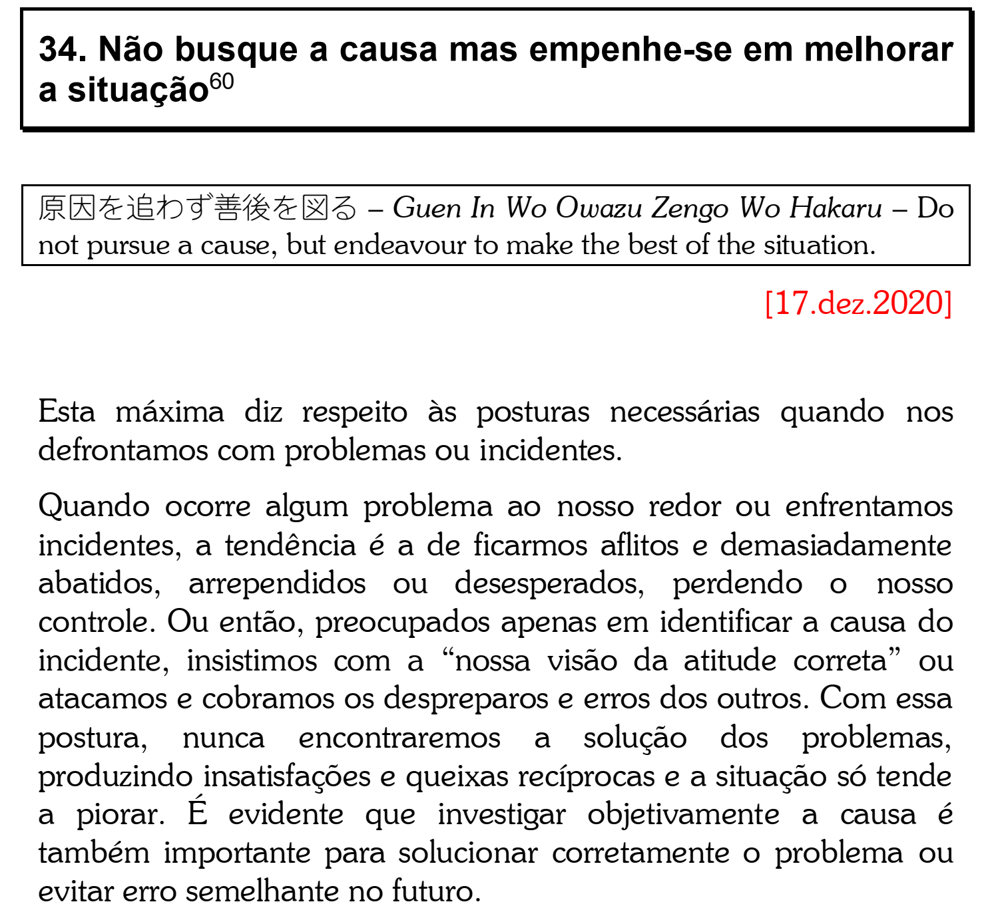 34. Não busque a causa mas empenhe-se em melhorar
a situação60
原因を追わず善後を図る – Guen In Wo Owazu Zengo Wo Hakaru – Do
not pursue a cause, but endeavour to make the best of the situation.
[17.dez.2020]
Esta máxima diz respeito às posturas necessárias quando nos
defrontamos com problemas ou incidentes.
Quando ocorre algum problema ao nosso redor ou enfrentamos
incidentes, a tendência é a de ficarmos aflitos e demasiadamente
abatidos, arrependidos ou desesperados, perdendo o nosso
controle. Ou então, preocupados apenas em identificar a causa do
incidente, insistimos com a “nossa visão da atitude correta” ou
atacamos e cobramos os despreparos e erros dos outros. Com essa
postura, nunca encontraremos a solução dos problemas,
produzindo insatisfações e queixas recíprocas e a situação só tende
a piorar. É evidente que investigar objetivamente a causa é
também importante para solucionar corretamente o problema ou
evitar erro semelhante no futuro.